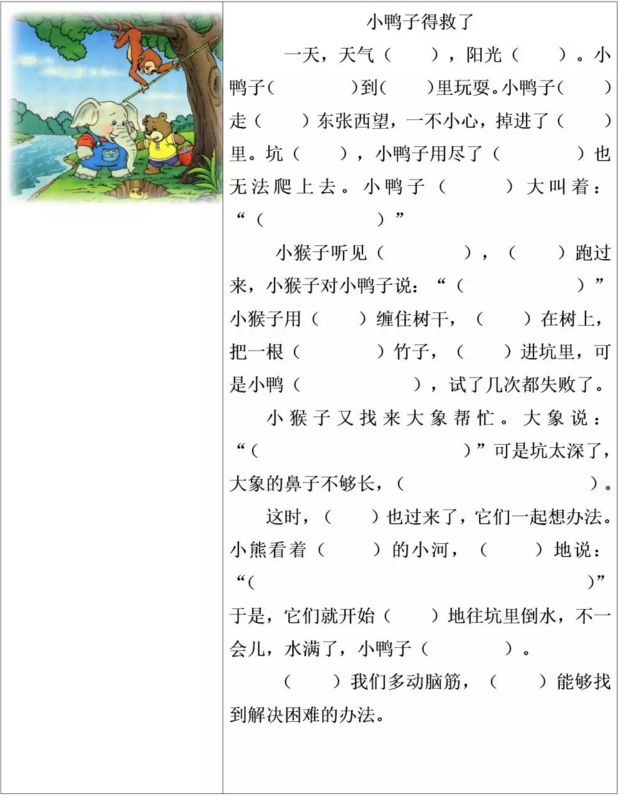 小鸭子得救了
一天，天气（　　），阳光（　　）。小
鸭子（　　　　）到（　　）里玩耍。小鸭子（　　）
走（　　）东张西望，一不小心，掉进了（　　）
里。坑（　　），小鸭子用尽了（　　　　）也
无法爬上去。小鸭子（　　　）大叫着：
“（　　　　　　）”
小猴子听见（　　　　），（　　）跑过
来，小猴子对小鸭子说：“（　　　　　　）”
小猴子用（　　）缠住树干，（　　）在树上，
把一根（　　　　）竹子，（　　）进坑里，可
是小鸭（　　　　　　），试了几次都失败了。
小猴子又找来大象帮忙。大象说：
“（　　　　　　　　　　　）”可是坑太深了，
大象的鼻子不够长，（　　　　　　　　　　）。
这时，（　　）也过来了，它们一起想办法。
小熊看着（　　）的小河，（　　）地说：
“（　　　　　　　　　　　　　　　　　　）”
于是，它们就开始（　　）地往坑里倒水，不一
会儿，水满了，小鸭子（　　　　）。
（　　）我们多动脑筋，（　　）能够找
到解决困难的办法。